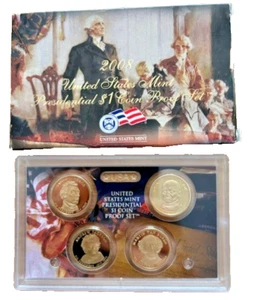 2008
United States Mint
Presidential $1 Coin Proof Set
UNITED STATES MINT
UNITED
STATES MINT
PRESIDENTIAL
$1 COIN
PROOF SET™